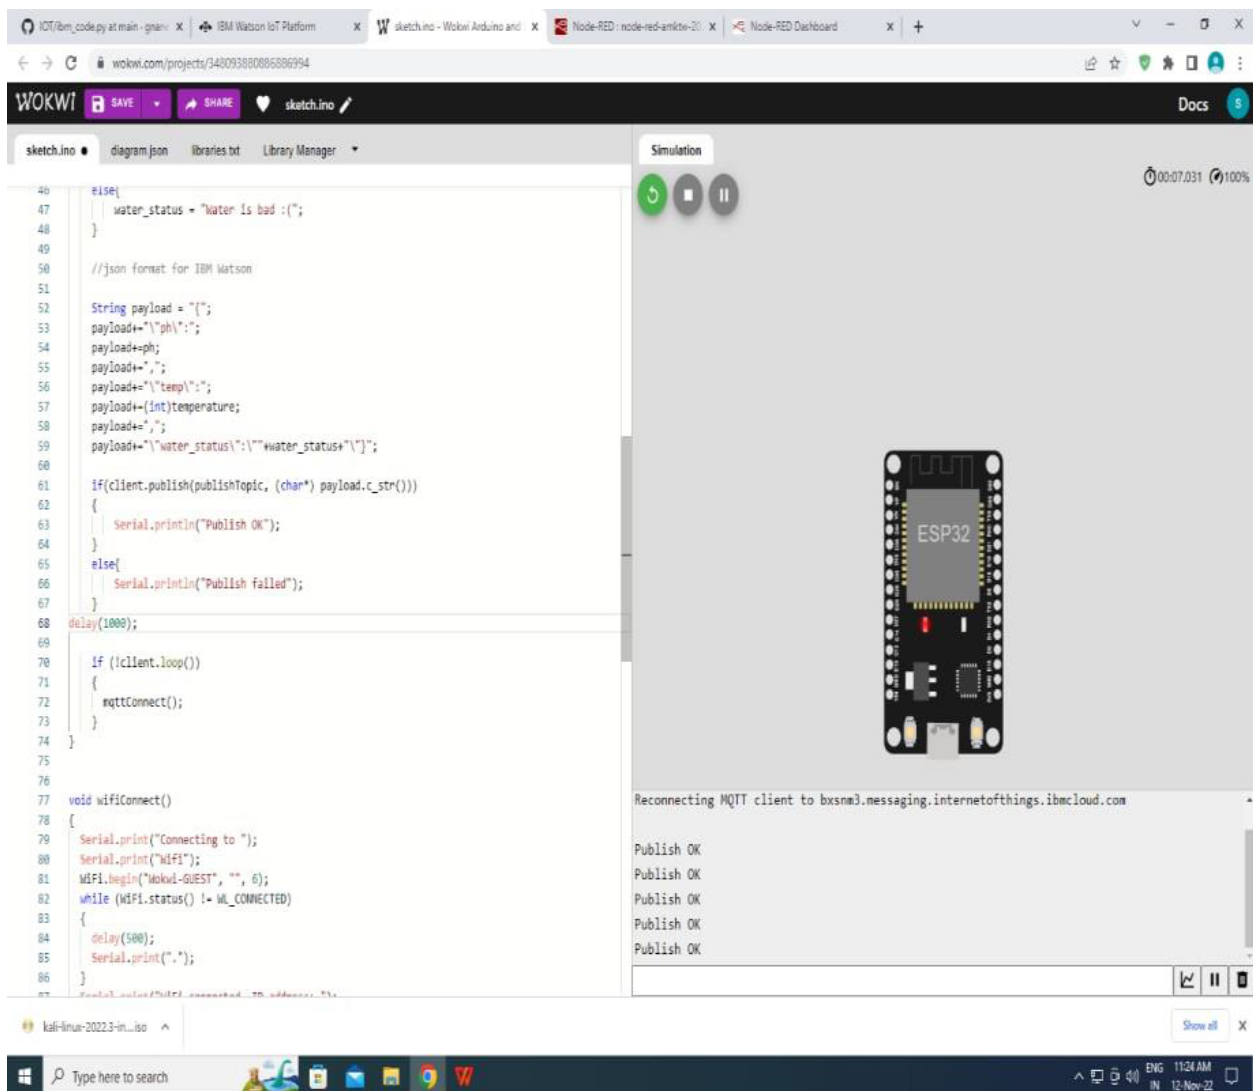 IOT/ibm_code.py at main · gnane X IBM Watson IoT Platform X sketch.ino - Wokwi Arduino and X Node-RED : node-red-amktw-20 X Node-RED Dashboard X +
wokwi.com/projects/348093880886886994
WOKWI SAVE SHARE sketch.ino Docs S
sketch.ino ● diagram.json libraries.txt Library Manager
Simulation
00:07.031 100%
46 else{
47 water_status = "Water is bad :(";
48 }
49
50 //json format for IBM Watson
51
52 String payload = "{";
53 payload+="\"ph\":";
54 payload+=ph;
55 payload+=",";
56 payload+="\"temp\":";
57 payload+=(int)temperature;
58 payload+=",";
59 payload+="\"water_status\":\""+water_status+"\"}";
60
61 if(client.publish(publishTopic, (char*) payload.c_str()))
62 {
63 Serial.println("Publish OK");
64 }
65 else{
66 Serial.println("Publish failed");
67 }
68 delay(1000);
69
70 if (!client.loop())
71 {
72 mqttConnect();
73 }
74 }
75
76
77 void wifiConnect()
78 {
79 Serial.print("Connecting to ");
80 Serial.print("Wifi");
81 WiFi.begin("Wokwi-GUEST", "", 6);
82 while (WiFi.status() != WL_CONNECTED)
83 {
84 delay(500);
85 Serial.print(".");
86 }
87 Serial.print("WiFi connected, IP address: ");
ESP32
Reconnecting MQTT client to bxsnm3.messaging.internetofthings.ibmcloud.com
Publish OK
Publish OK
Publish OK
Publish OK
Publish OK
kali-linux-2022.3-in....iso Show all X
Type here to search
ENG 11:24 AM
IN 12-Nov-22